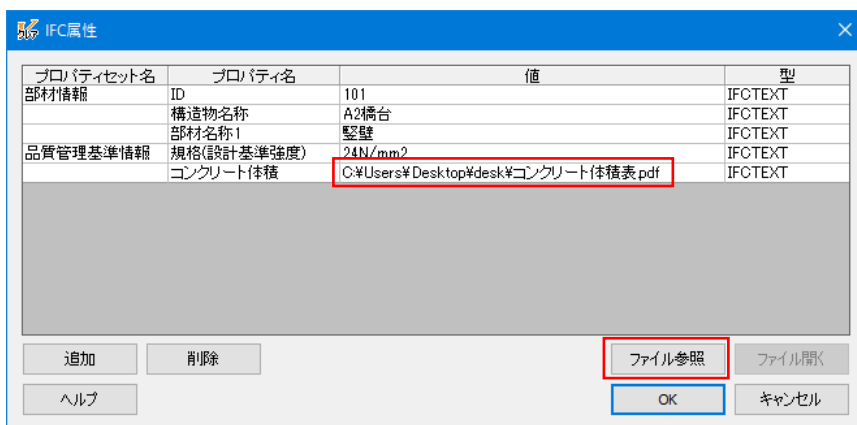 IFC属性
プロパティセット名 プロパティ名 値 型
部材情報 ID 101 IFCTEXT
構造物名称 A2橋台 IFCTEXT
部材名称1 竪壁 IFCTEXT
品質管理基準情報 規格(設計基準強度) 24N/mm2 IFCTEXT
コンクリート体積 C:¥Users¥Desktop¥desk¥コンクリート体積表.pdf IFCTEXT
追加 削除 ファイル参照 ファイル開く
ヘルプ OK キャンセル